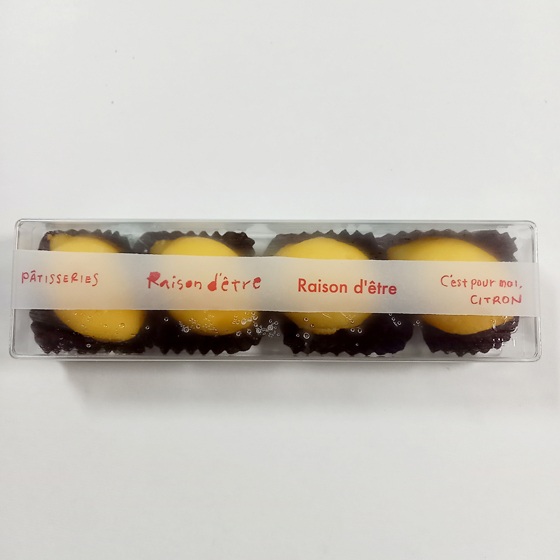 PÂTISSERIES
Raison d'être
Raison d'être
C'est pour moi,
CITRON